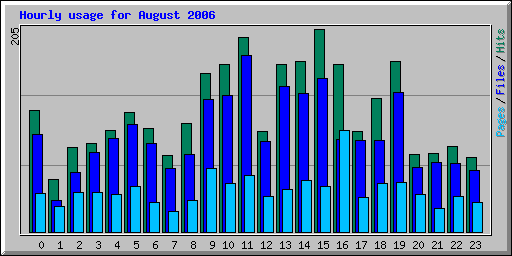 Hourly usage for August 2006
205
Pages/Files/Hits
0 1 2 3 4 5 6 7 8 9 10 11 12 13 14 15 16 17 18 19 20 21 22 23